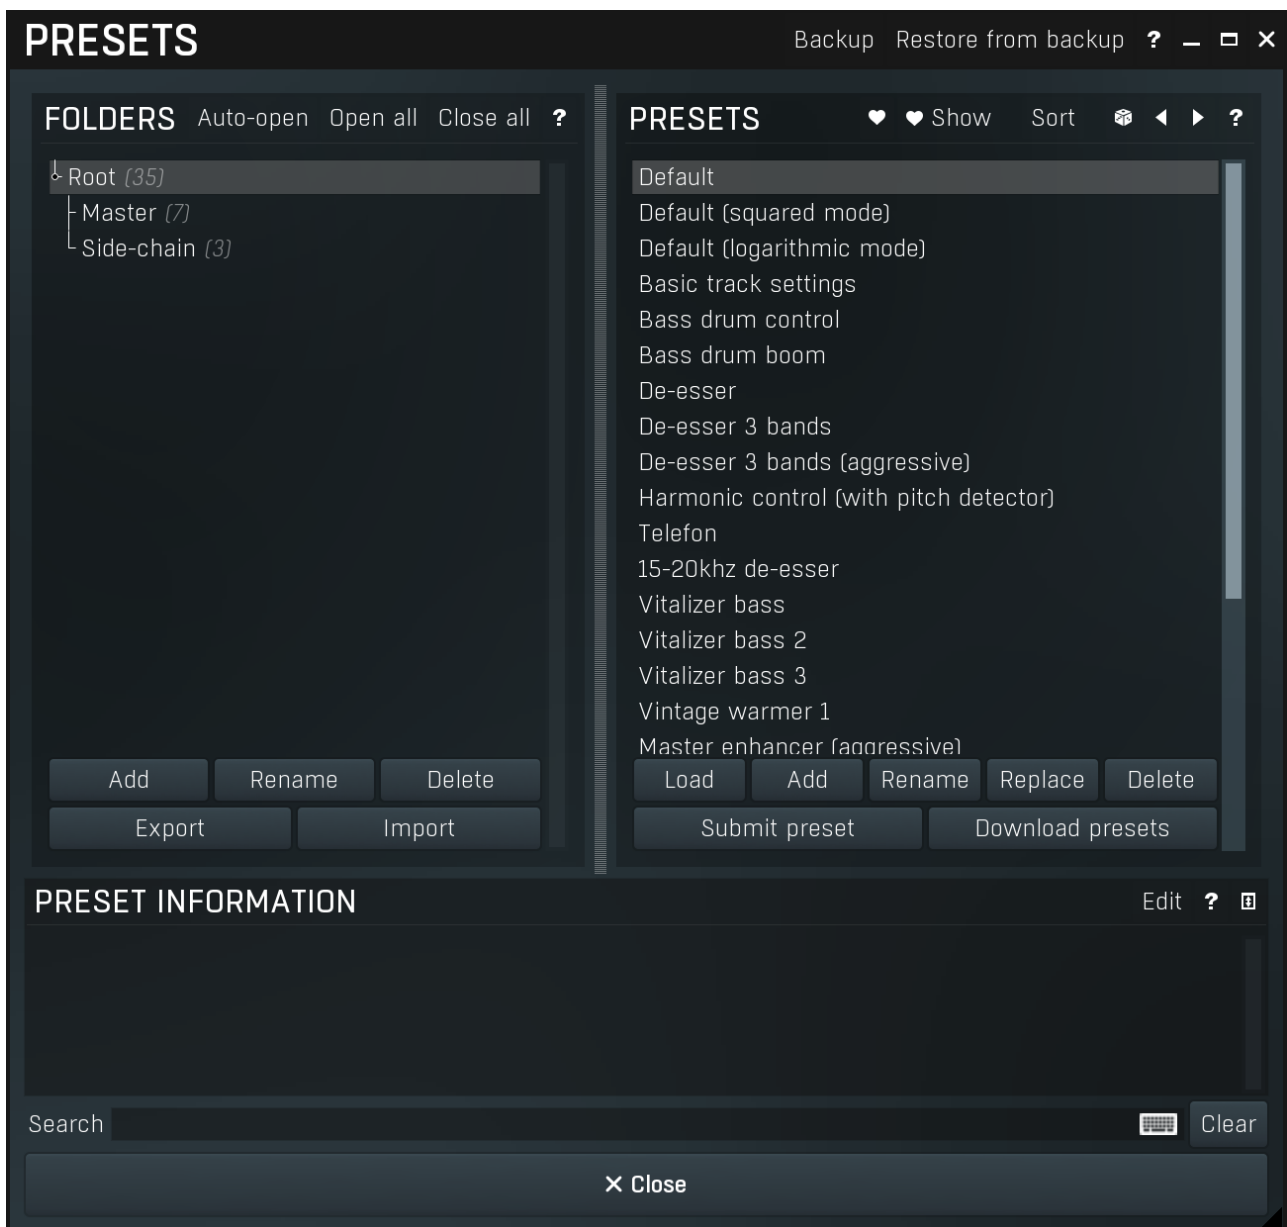 PRESETS Backup Restore from backup ?
FOLDERS Auto-open Open all Close all ?
Root (35)
Master (7)
Side-chain (3)
Add Rename Delete
Export Import
PRESETS Show Sort ?
Default
Default (squared mode)
Default (logarithmic mode)
Basic track settings
Bass drum control
Bass drum boom
De-esser
De-esser 3 bands
De-esser 3 bands (aggressive)
Harmonic control (with pitch detector)
Telefon
15-20khz de-esser
Vitalizer bass
Vitalizer bass 2
Vitalizer bass 3
Vintage warmer 1
Master enhancer (aggressive)
Load Add Rename Replace Delete
Submit preset Download presets
PRESET INFORMATION Edit ?
Search Clear
Close